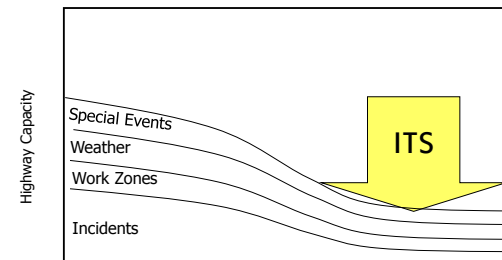 Highway Capacity
Special Events
Weather
Work Zones
Incidents
ITS